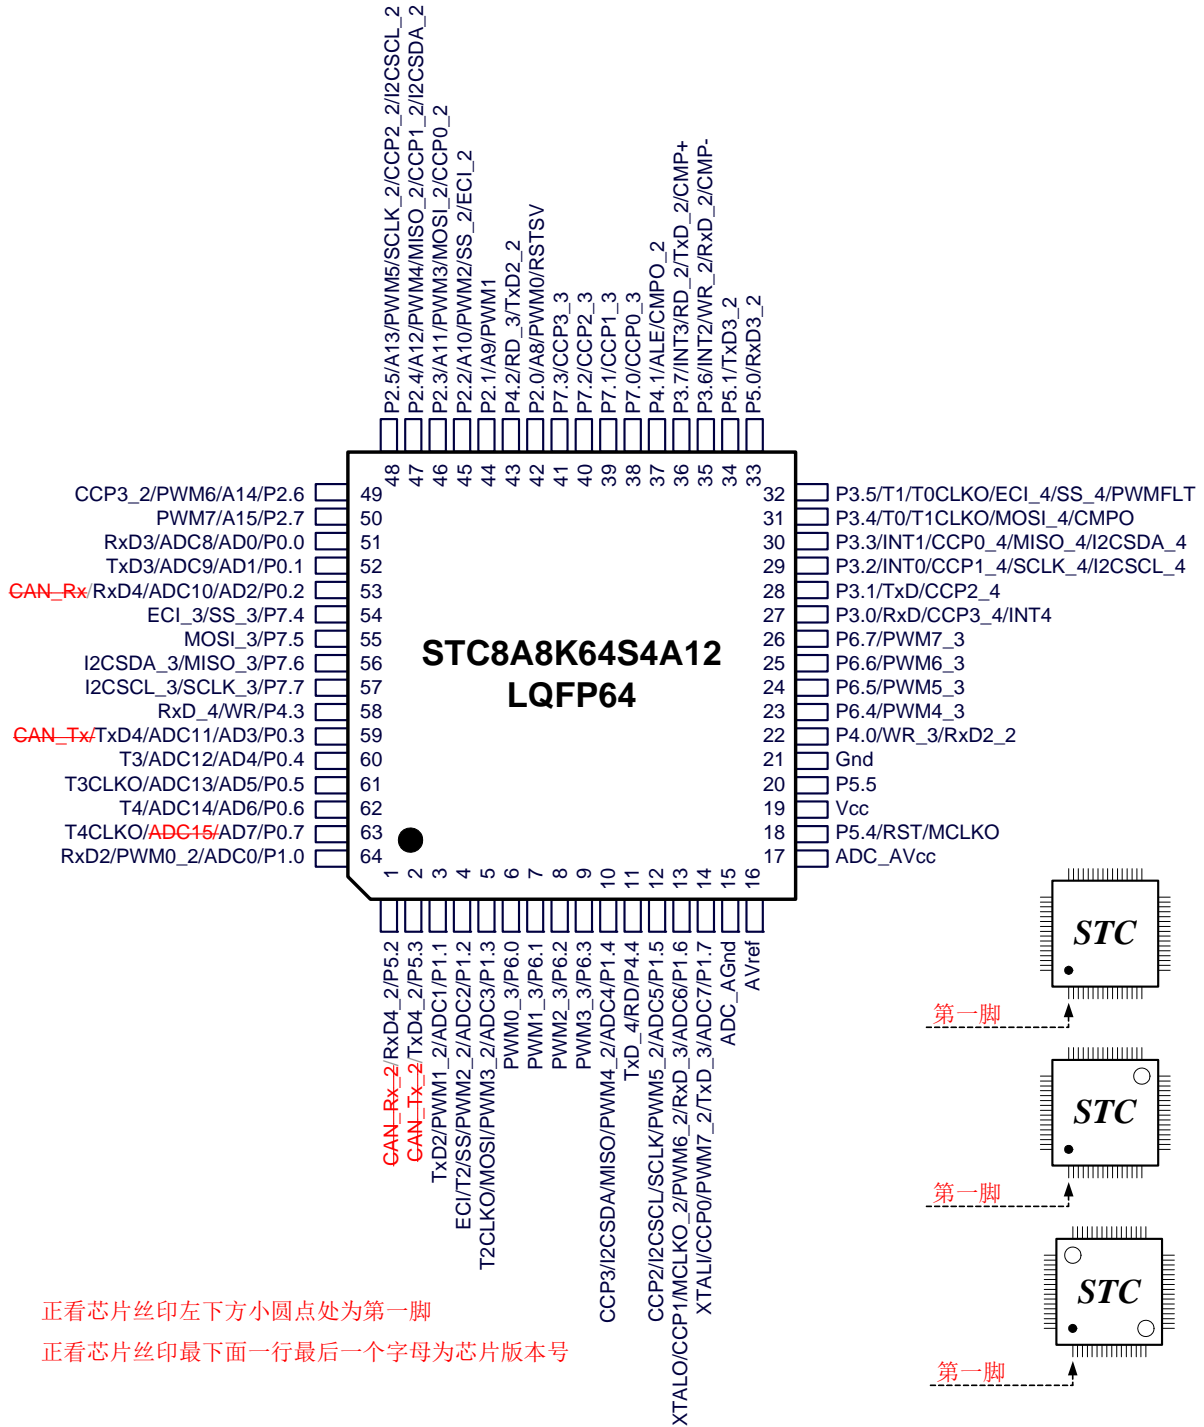 P2.5/A13/PWM5/SCLK_2/CCP2_2/I2CSCL_2
P2.4/A12/PWM4/MISO_2/CCP1_2/I2CSDA_2
P2.3/A11/PWM3/MOSI_2/CCP0_2
P2.2/A10/PWM2/SS_2/ECI_2
P2.1/A9/PWM1
P4.2/RD_3/TxD2_2
P2.0/A8/PWM0/RSTSV
P7.3/CCP3_3
P7.2/CCP2_3
P7.1/CCP1_3
P7.0/CCP0_3
P4.1/ALE/CMPO_2
P3.7/INT3/RD_2/TxD_2/CMP+
P3.6/INT2/WR_2/RxD_2/CMP-
P5.1/TxD3_2
P5.0/RxD3_2
48 47 46 45 44 43 42 41 40 39 38 37 36 35 34 33
CCP3_2/PWM6/A14/P2.6 49
PWM7/A15/P2.7 50
RxD3/ADC8/AD0/P0.0 51
TxD3/ADC9/AD1/P0.1 52
CAN_Rx/RxD4/ADC10/AD2/P0.2 53
ECI_3/SS_3/P7.4 54
MOSI_3/P7.5 55
I2CSDA_3/MISO_3/P7.6 56
I2CSCL_3/SCLK_3/P7.7 57
RxD_4/WR/P4.3 58
CAN_Tx/TxD4/ADC11/AD3/P0.3 59
T3/ADC12/AD4/P0.4 60
T3CLKO/ADC13/AD5/P0.5 61
T4/ADC14/AD6/P0.6 62
T4CLKO/ADC15/AD7/P0.7 63
RxD2/PWM0_2/ADC0/P1.0 64
STC8A8K64S4A12
LQFP64
32 P3.5/T1/T0CLKO/ECI_4/SS_4/PWMFLT
31 P3.4/T0/T1CLKO/MOSI_4/CMPO
30 P3.3/INT1/CCP0_4/MISO_4/I2CSDA_4
29 P3.2/INT0/CCP1_4/SCLK_4/I2CSCL_4
28 P3.1/TxD/CCP2_4
27 P3.0/RxD/CCP3_4/INT4
26 P6.7/PWM7_3
25 P6.6/PWM6_3
24 P6.5/PWM5_3
23 P6.4/PWM4_3
22 P4.0/WR_3/RxD2_2
21 Gnd
20 P5.5
19 Vcc
18 P5.4/RST/MCLKO
17 ADC_AVcc
1 2 3 4 5 6 7 8 9 10 11 12 13 14 15 16
CAN_Rx_2/RxD4_2/P5.2
CAN_Tx_2/TxD4_2/P5.3
TxD2/PWM1_2/ADC1/P1.1
ECI/T2/SS/PWM2_2/ADC2/P1.2
T2CLKO/MOSI/PWM3_2/ADC3/P1.3
PWM0_3/P6.0
PWM1_3/P6.1
PWM2_3/P6.2
PWM3_3/P6.3
CCP3/I2CSDA/MISO/PWM4_2/ADC4/P1.4
TxD_4/RD/P4.4
CCP2/I2CSCL/SCLK/PWM5_2/ADC5/P1.5
XTALO/CCP1/MCLKO_2/PWM6_2/RxD_3/ADC6/P1.6
XTALI/CCP0/PWM7_2/TxD_3/ADC7/P1.7
ADC_AGnd
AVref
STC
第一脚
STC
第一脚
STC
第一脚
正看芯片丝印左下方小圆点处为第一脚
正看芯片丝印最下面一行最后一个字母为芯片版本号